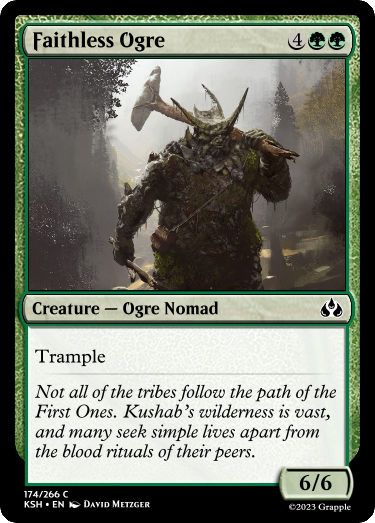 Faithless Ogre 4
Creature — Ogre Nomad
Trample
Not all of the tribes follow the path of the
First Ones. Kushab's wilderness is vast,
and many seek simple lives apart from
the blood rituals of their peers.
6/6
174/266 C
KSH • EN David Metzger
©2023 Grapple